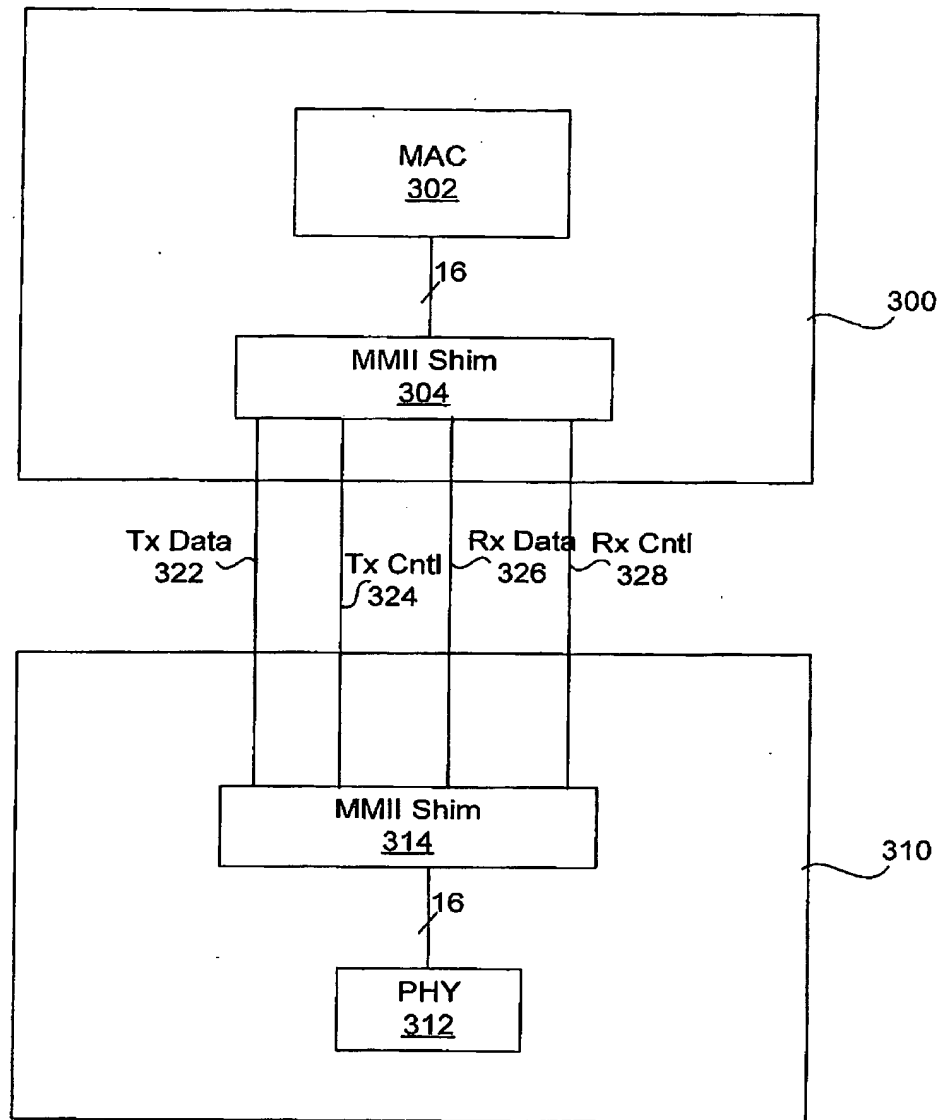 MAC
302
16
300
MMII Shim
304
Tx Data
322
Tx Cntl
324
Rx Data
326
Rx Cntl
328
MMII Shim
314
310
16
PHY
312